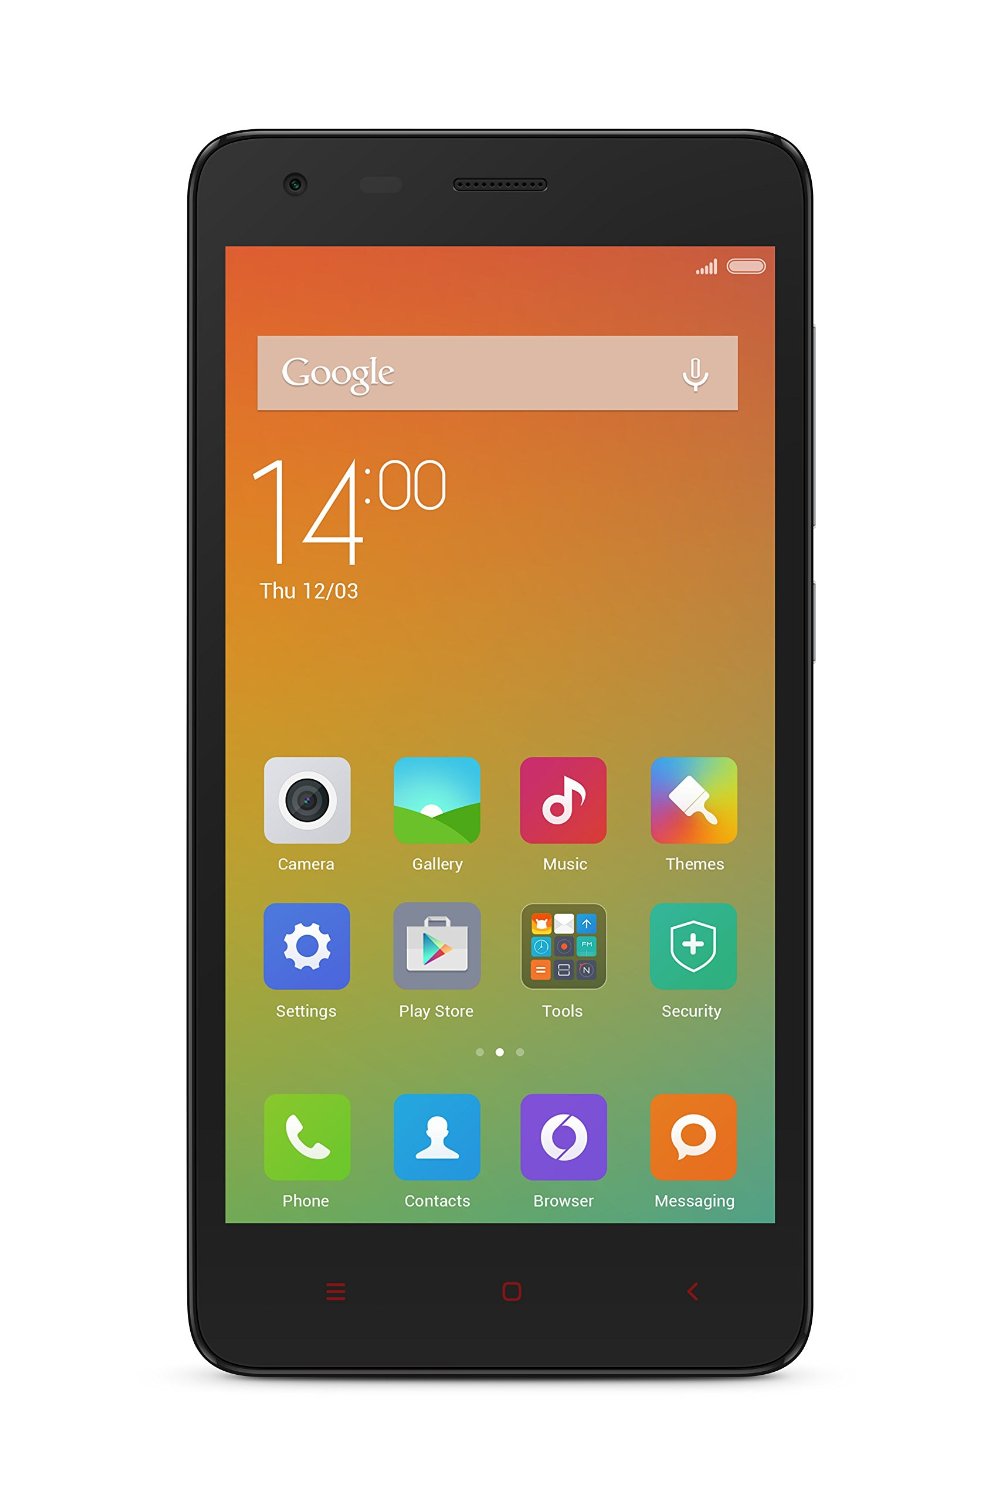 Google
14:00
Thu 12/03
Camera Gallery Music Themes
FM
N
Settings Play Store Tools Security
Phone Contacts Browser Messaging